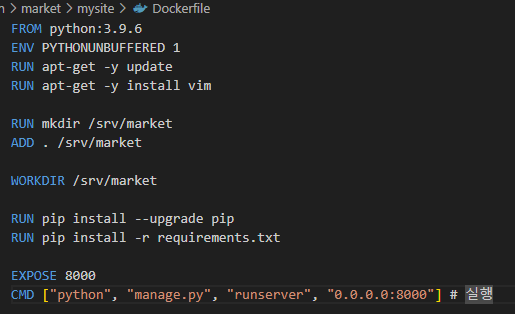 n > market > mysite > Dockerfile
FROM python:3.9.6
ENV PYTHONUNBUFFERED 1
RUN apt-get -y update
RUN apt-get -y install vim
RUN mkdir /srv/market
ADD . /srv/market
WORKDIR /srv/market
RUN pip install --upgrade pip
RUN pip install -r requirements.txt
EXPOSE 8000
CMD ["python", "manage.py", "runserver", "0.0.0.0:8000"] # 실행